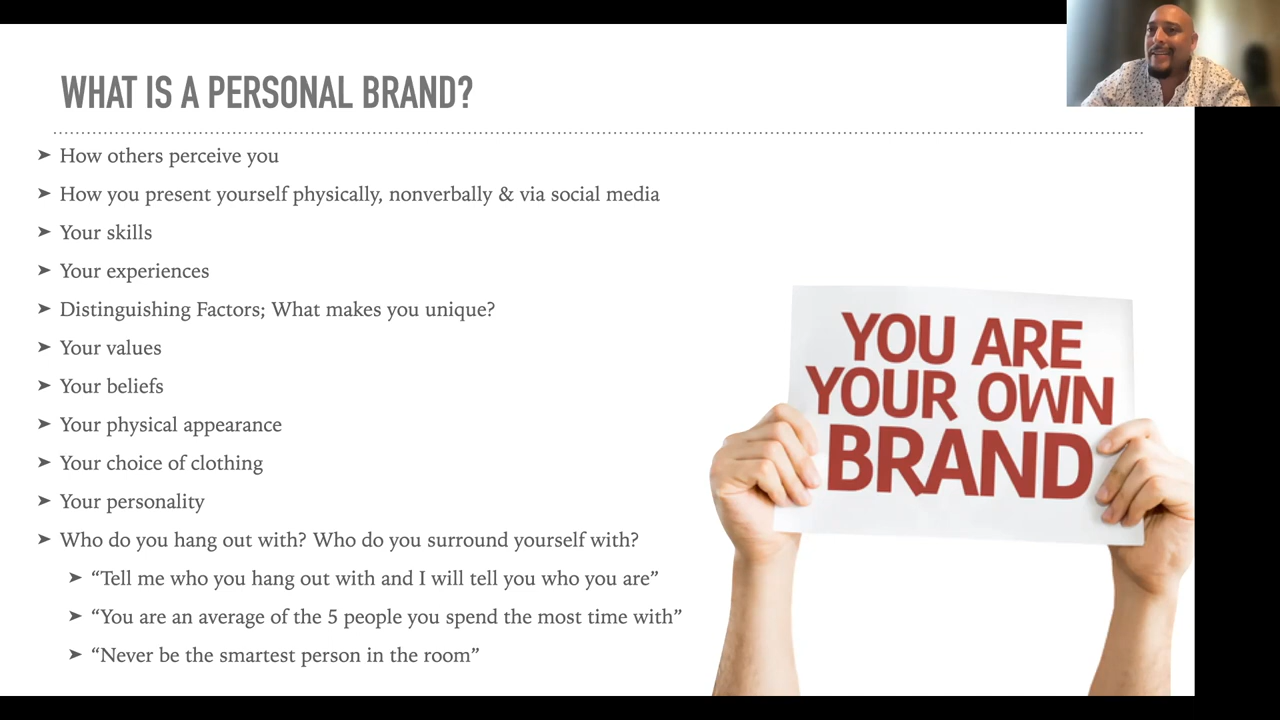 WHAT IS A PERSONAL BRAND?
➤ How others perceive you
➤ How you present yourself physically, nonverbally & via social media
➤ Your skills
➤ Your experiences
➤ Distinguishing Factors; What makes you unique?
➤ Your values
➤ Your beliefs
➤ Your physical appearance
➤ Your choice of clothing
➤ Your personality
➤ Who do you hang out with? Who do you surround yourself with?
➤ “Tell me who you hang out with and I will tell you who you are”
➤ “You are an average of the 5 people you spend the most time with”
➤ “Never be the smartest person in the room”
YOU ARE
YOUR OWN
BRAND